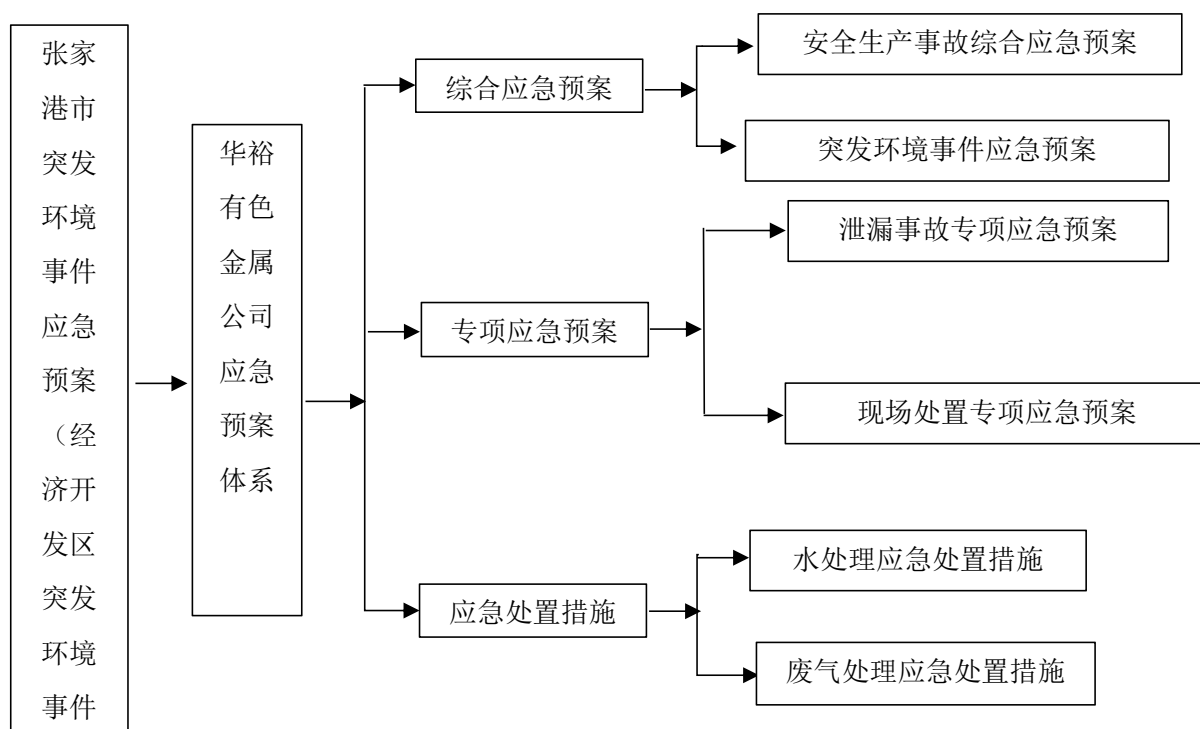 张家
港市
突发
环境
事件
应急
预案
（经
济开
发区
突发
环境
事件
华裕
有色
金属
公司
应急
预案
体系
综合应急预案
安全生产事故综合应急预案
突发环境事件应急预案
专项应急预案
泄漏事故专项应急预案
现场处置专项应急预案
应急处置措施
水处理应急处置措施
废气处理应急处置措施